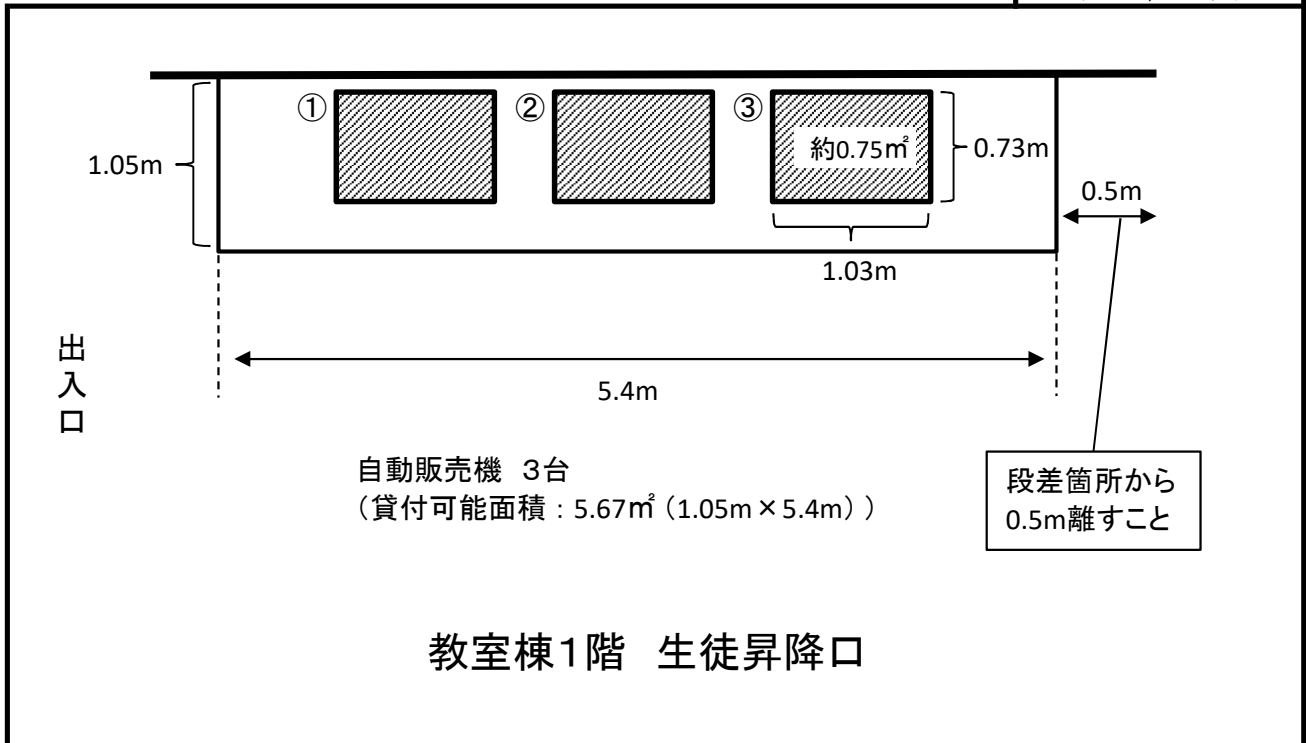 ①
②
③
約0.75㎡
0.73m
1.05m
0.5m
1.03m
出入口
5.4m
自動販売機 3台
（貸付可能面積：5.67㎡（1.05m×5.4m））
段差箇所から
0.5m離すこと
教室棟1階 生徒昇降口